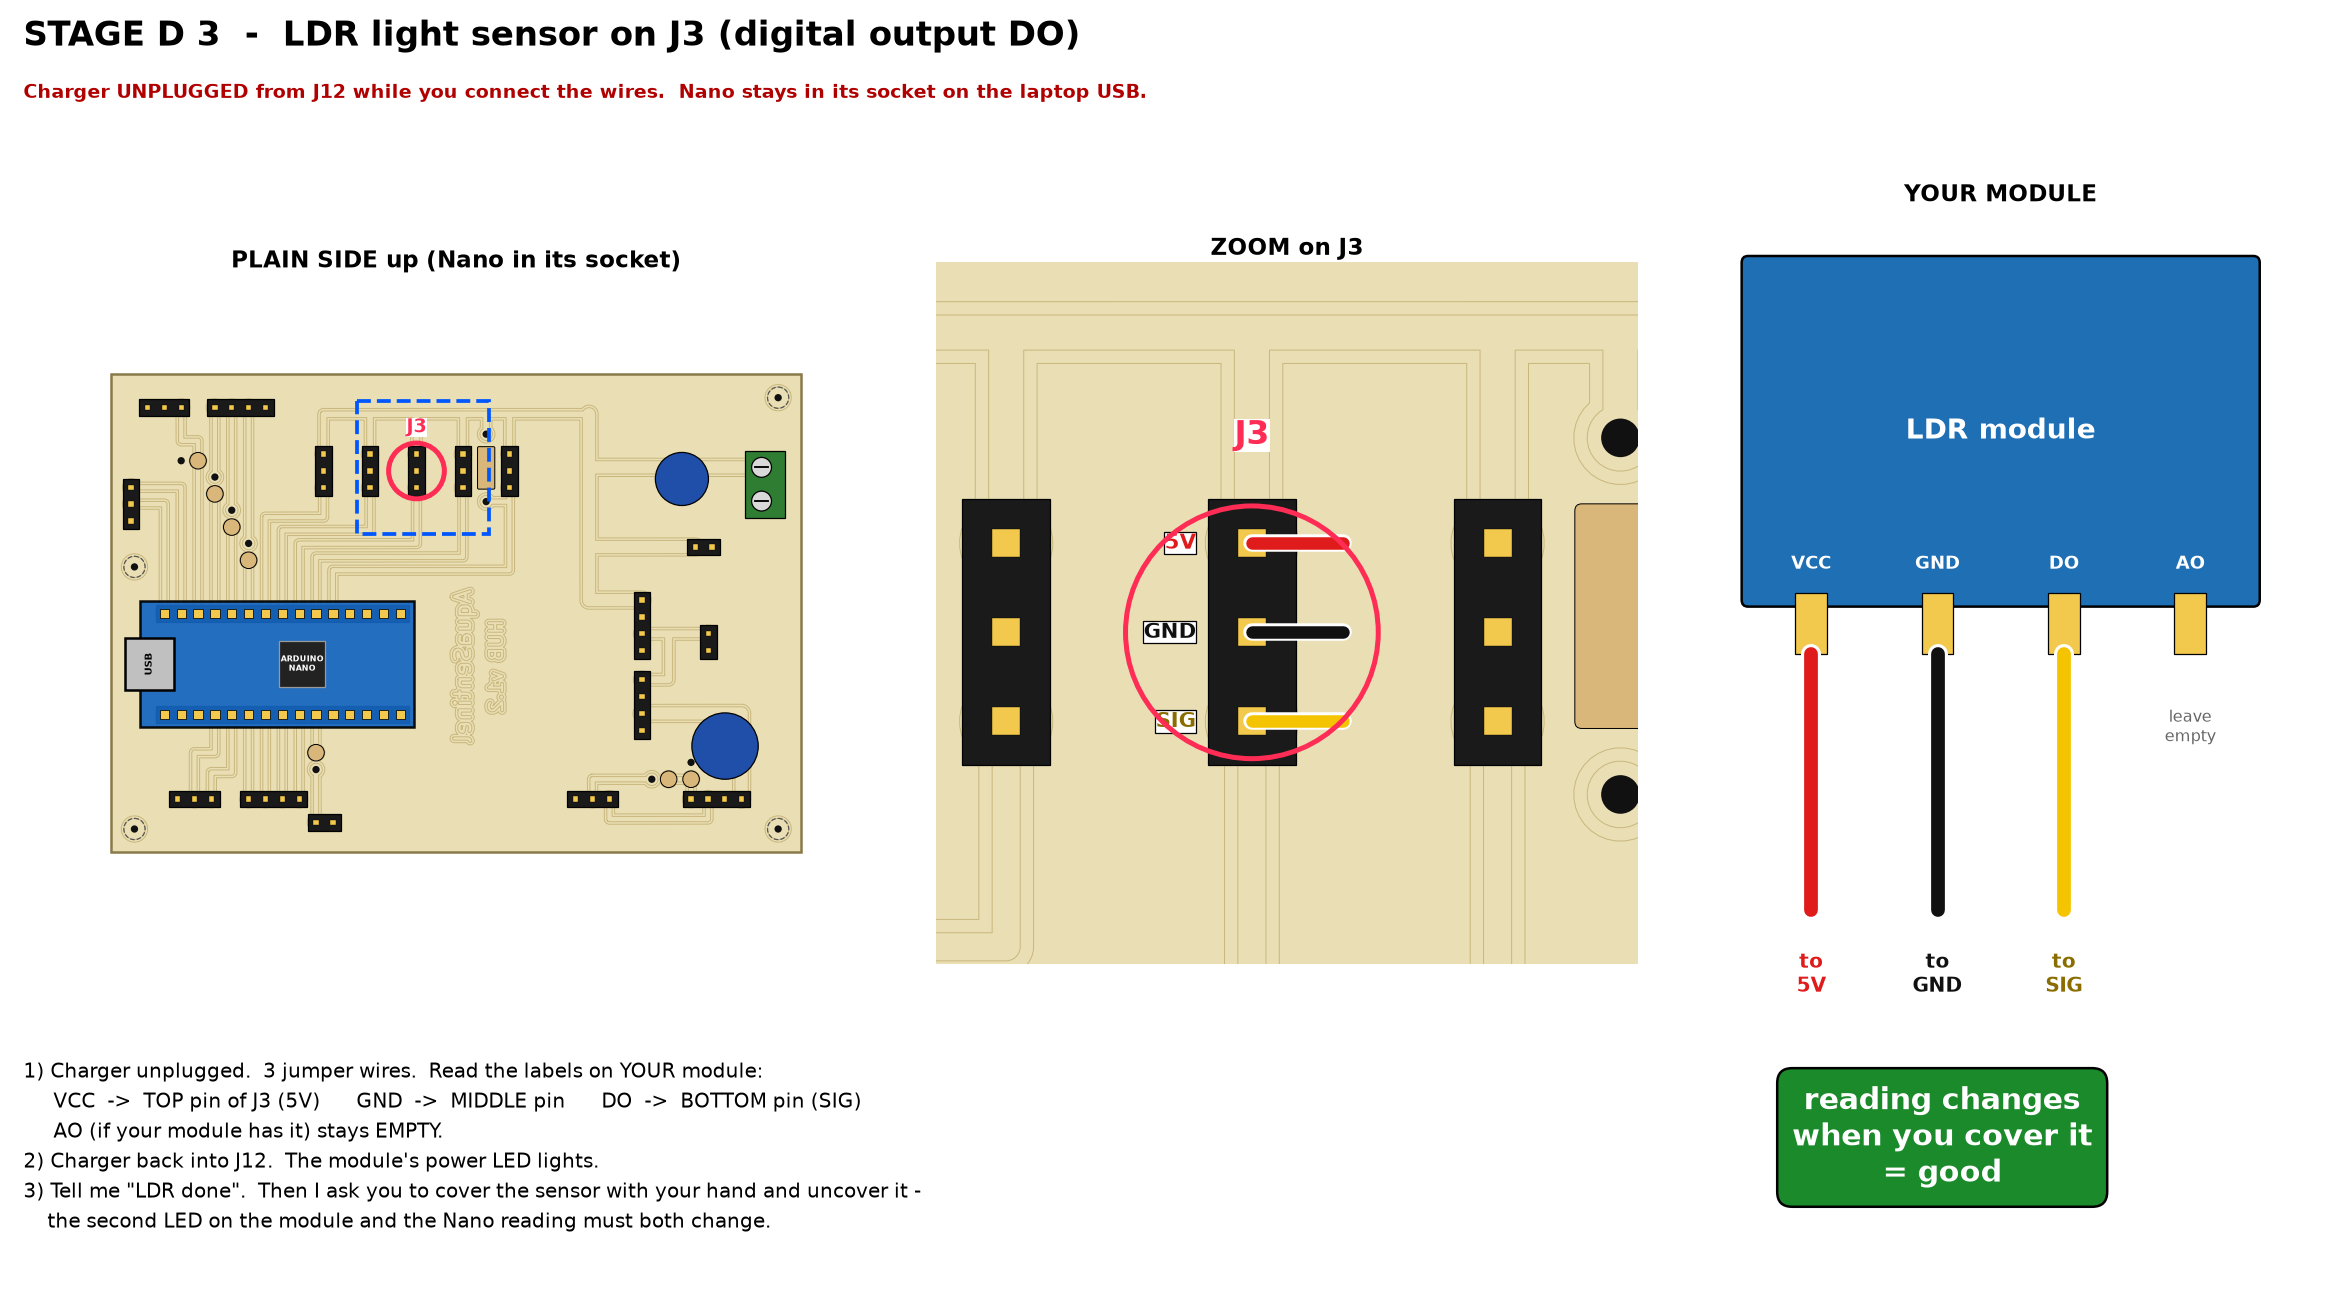 STAGE D 3  -  LDR light sensor on J3 (digital output DO)
Charger UNPLUGGED from J12 while you connect the wires.  Nano stays in its socket on the laptop USB.
PLAIN SIDE up (Nano in its socket)
J3
USB
ARDUINO
NANO
AquaSentinel
HUB v1.2
ZOOM on J3
J3
5V
GND
SIG
YOUR MODULE
LDR module
VCC GND DO AO
leave
empty
to
5V
to
GND
to
SIG
1) Charger unplugged.  3 jumper wires.  Read the labels on YOUR module:
VCC  ->  TOP pin of J3 (5V)      GND  ->  MIDDLE pin      DO  ->  BOTTOM pin (SIG)
AO (if your module has it) stays EMPTY.
2) Charger back into J12.  The module's power LED lights.
3) Tell me "LDR done".  Then I ask you to cover the sensor with your hand and uncover it -
the second LED on the module and the Nano reading must both change.
reading changes
when you cover it
= good